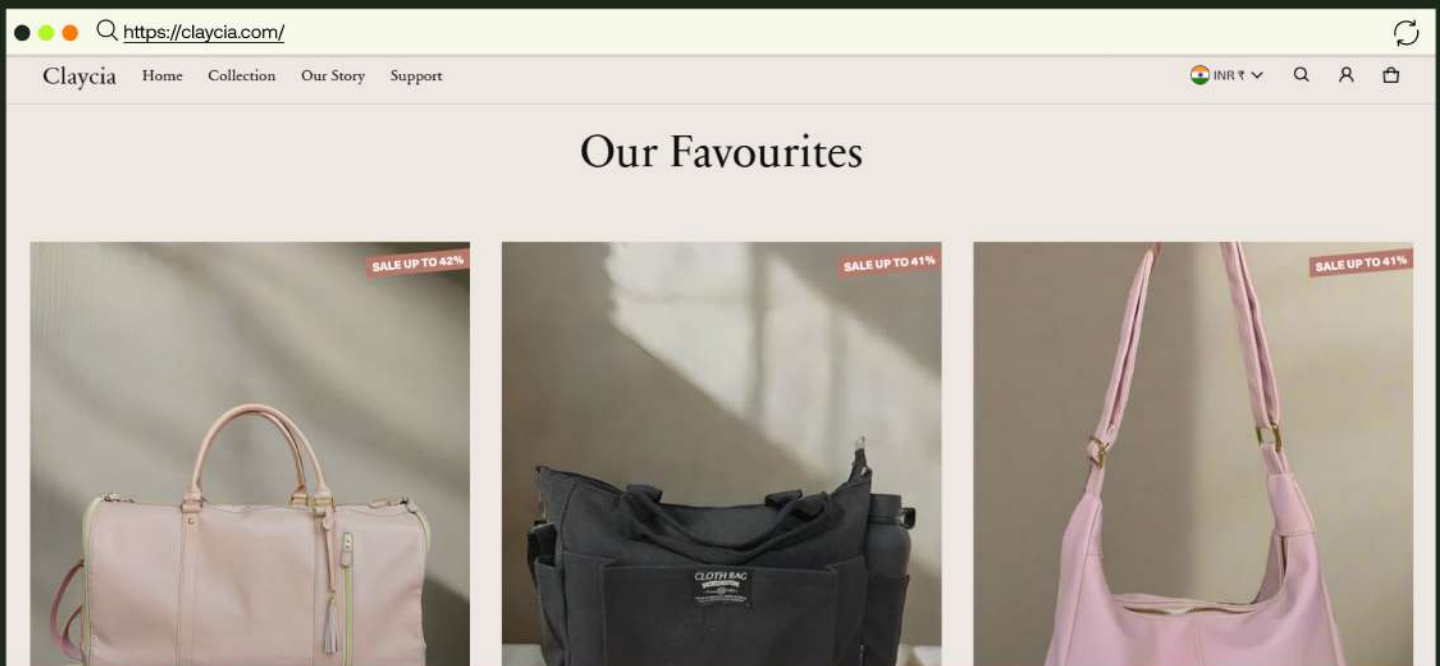 https://claycia.com/
Claycia Home Collection Our Story Support INR ₹
Our Favourites
SALE UP TO 42% SALE UP TO 41% SALE UP TO 41%
CLOTH BAG